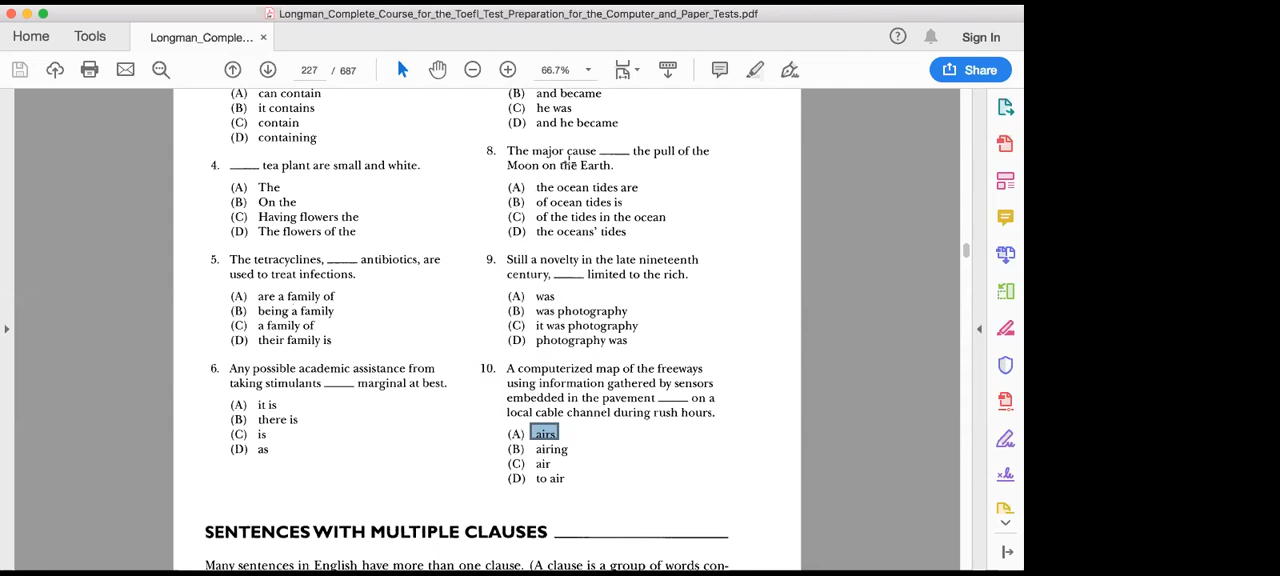 Longman_Complete_Course_for_the_Toefl_Test_Preparation_for_the_Computer_and_Paper_Tests.pdf
Home Tools Longman_Comple... × Sign In
227 / 687 66.7% Share
(A) can contain
(B) it contains
(C) contain
(D) containing
4. _____ tea plant are small and white.
(A) The
(B) On the
(C) Having flowers the
(D) The flowers of the
5. The tetracyclines, _____ antibiotics, are
used to treat infections.
(A) are a family of
(B) being a family
(C) a family of
(D) their family is
6. Any possible academic assistance from
taking stimulants _____ marginal at best.
(A) it is
(B) there is
(C) is
(D) as
(B) and became
(C) he was
(D) and he became
8. The major cause _____ the pull of the
Moon on the Earth.
(A) the ocean tides are
(B) of ocean tides is
(C) of the tides in the ocean
(D) the oceans' tides
9. Still a novelty in the late nineteenth
century, _____ limited to the rich.
(A) was
(B) was photography
(C) it was photography
(D) photography was
10. A computerized map of the freeways
using information gathered by sensors
embedded in the pavement _____ on a
local cable channel during rush hours.
(A) airs
(B) airing
(C) air
(D) to air
SENTENCES WITH MULTIPLE CLAUSES
Many sentences in English have more than one clause. (A clause is a group of words con-